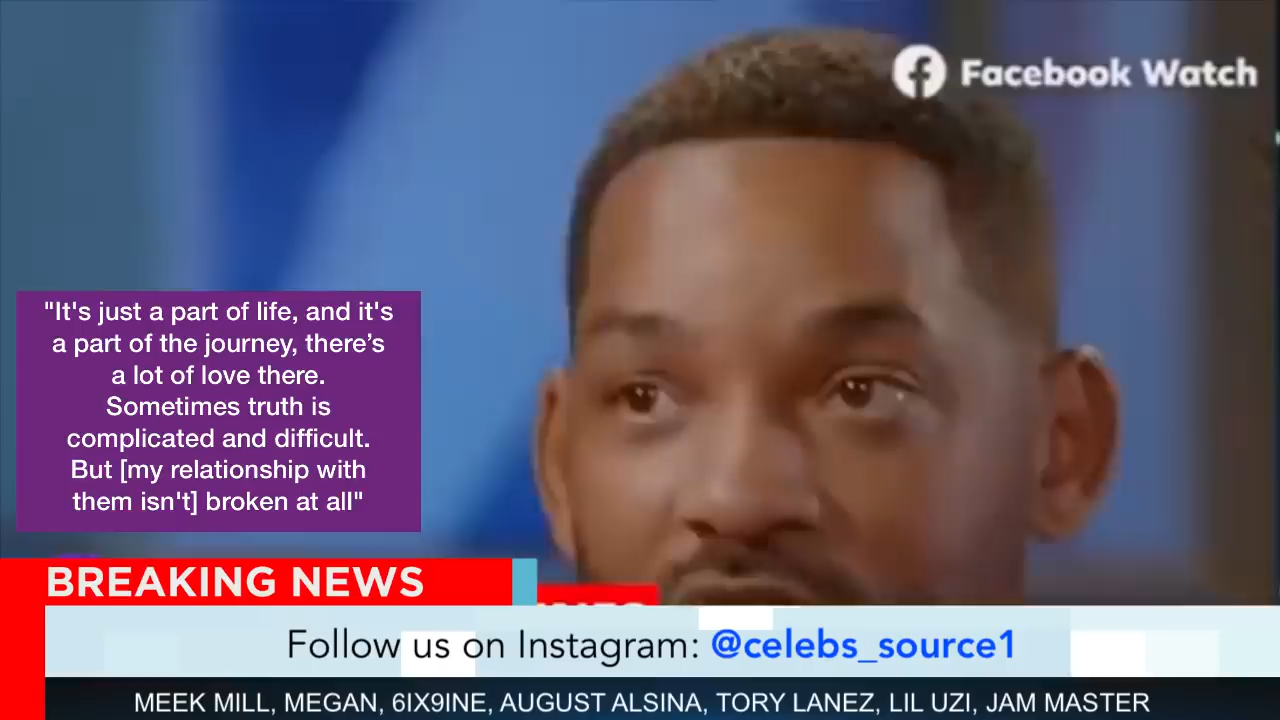 Facebook Watch
"It's just a part of life, and it's
a part of the journey, there’s
a lot of love there.
Sometimes truth is
complicated and difficult.
But [my relationship with
them isn't] broken at all"
BREAKING NEWS
Follow us on Instagram: @celebs_source1
MEEK MILL, MEGAN, 6IX9INE, AUGUST ALSINA, TORY LANEZ, LIL UZI, JAM MASTER